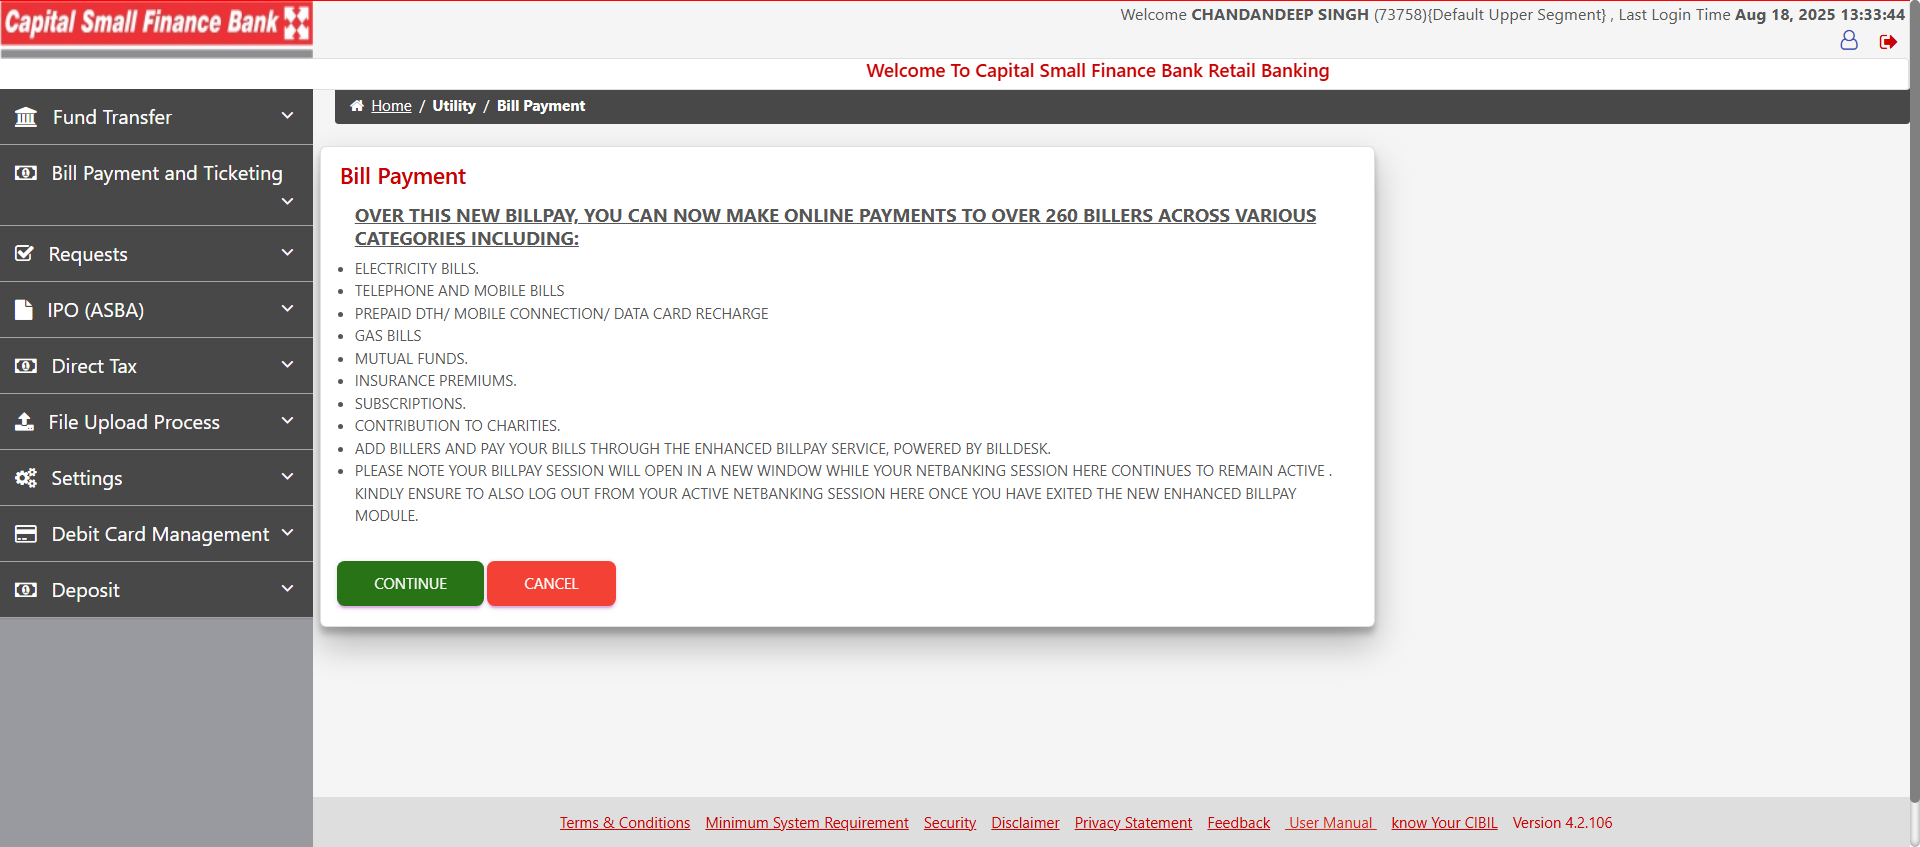 Capital Small Finance Bank
Welcome CHANDANDEEP SINGH (73758){Default Upper Segment} , Last Login Time Aug 18, 2025 13:33:44
Welcome To Capital Small Finance Bank Retail Banking
Fund Transfer
Bill Payment and Ticketing
Requests
IPO (ASBA)
Direct Tax
File Upload Process
Settings
Debit Card Management
Deposit
Home / Utility / Bill Payment
Bill Payment
OVER THIS NEW BILLPAY, YOU CAN NOW MAKE ONLINE PAYMENTS TO OVER 260 BILLERS ACROSS VARIOUS
CATEGORIES INCLUDING:
ELECTRICITY BILLS.
TELEPHONE AND MOBILE BILLS
PREPAID DTH/ MOBILE CONNECTION/ DATA CARD RECHARGE
GAS BILLS
MUTUAL FUNDS.
INSURANCE PREMIUMS.
SUBSCRIPTIONS.
CONTRIBUTION TO CHARITIES.
ADD BILLERS AND PAY YOUR BILLS THROUGH THE ENHANCED BILLPAY SERVICE, POWERED BY BILLDESK.
PLEASE NOTE YOUR BILLPAY SESSION WILL OPEN IN A NEW WINDOW WHILE YOUR NETBANKING SESSION HERE CONTINUES TO REMAIN ACTIVE .
KINDLY ENSURE TO ALSO LOG OUT FROM YOUR ACTIVE NETBANKING SESSION HERE ONCE YOU HAVE EXITED THE NEW ENHANCED BILLPAY
MODULE.
CONTINUE CANCEL
Terms & Conditions Minimum System Requirement Security Disclaimer Privacy Statement Feedback User Manual know Your CIBIL Version 4.2.106